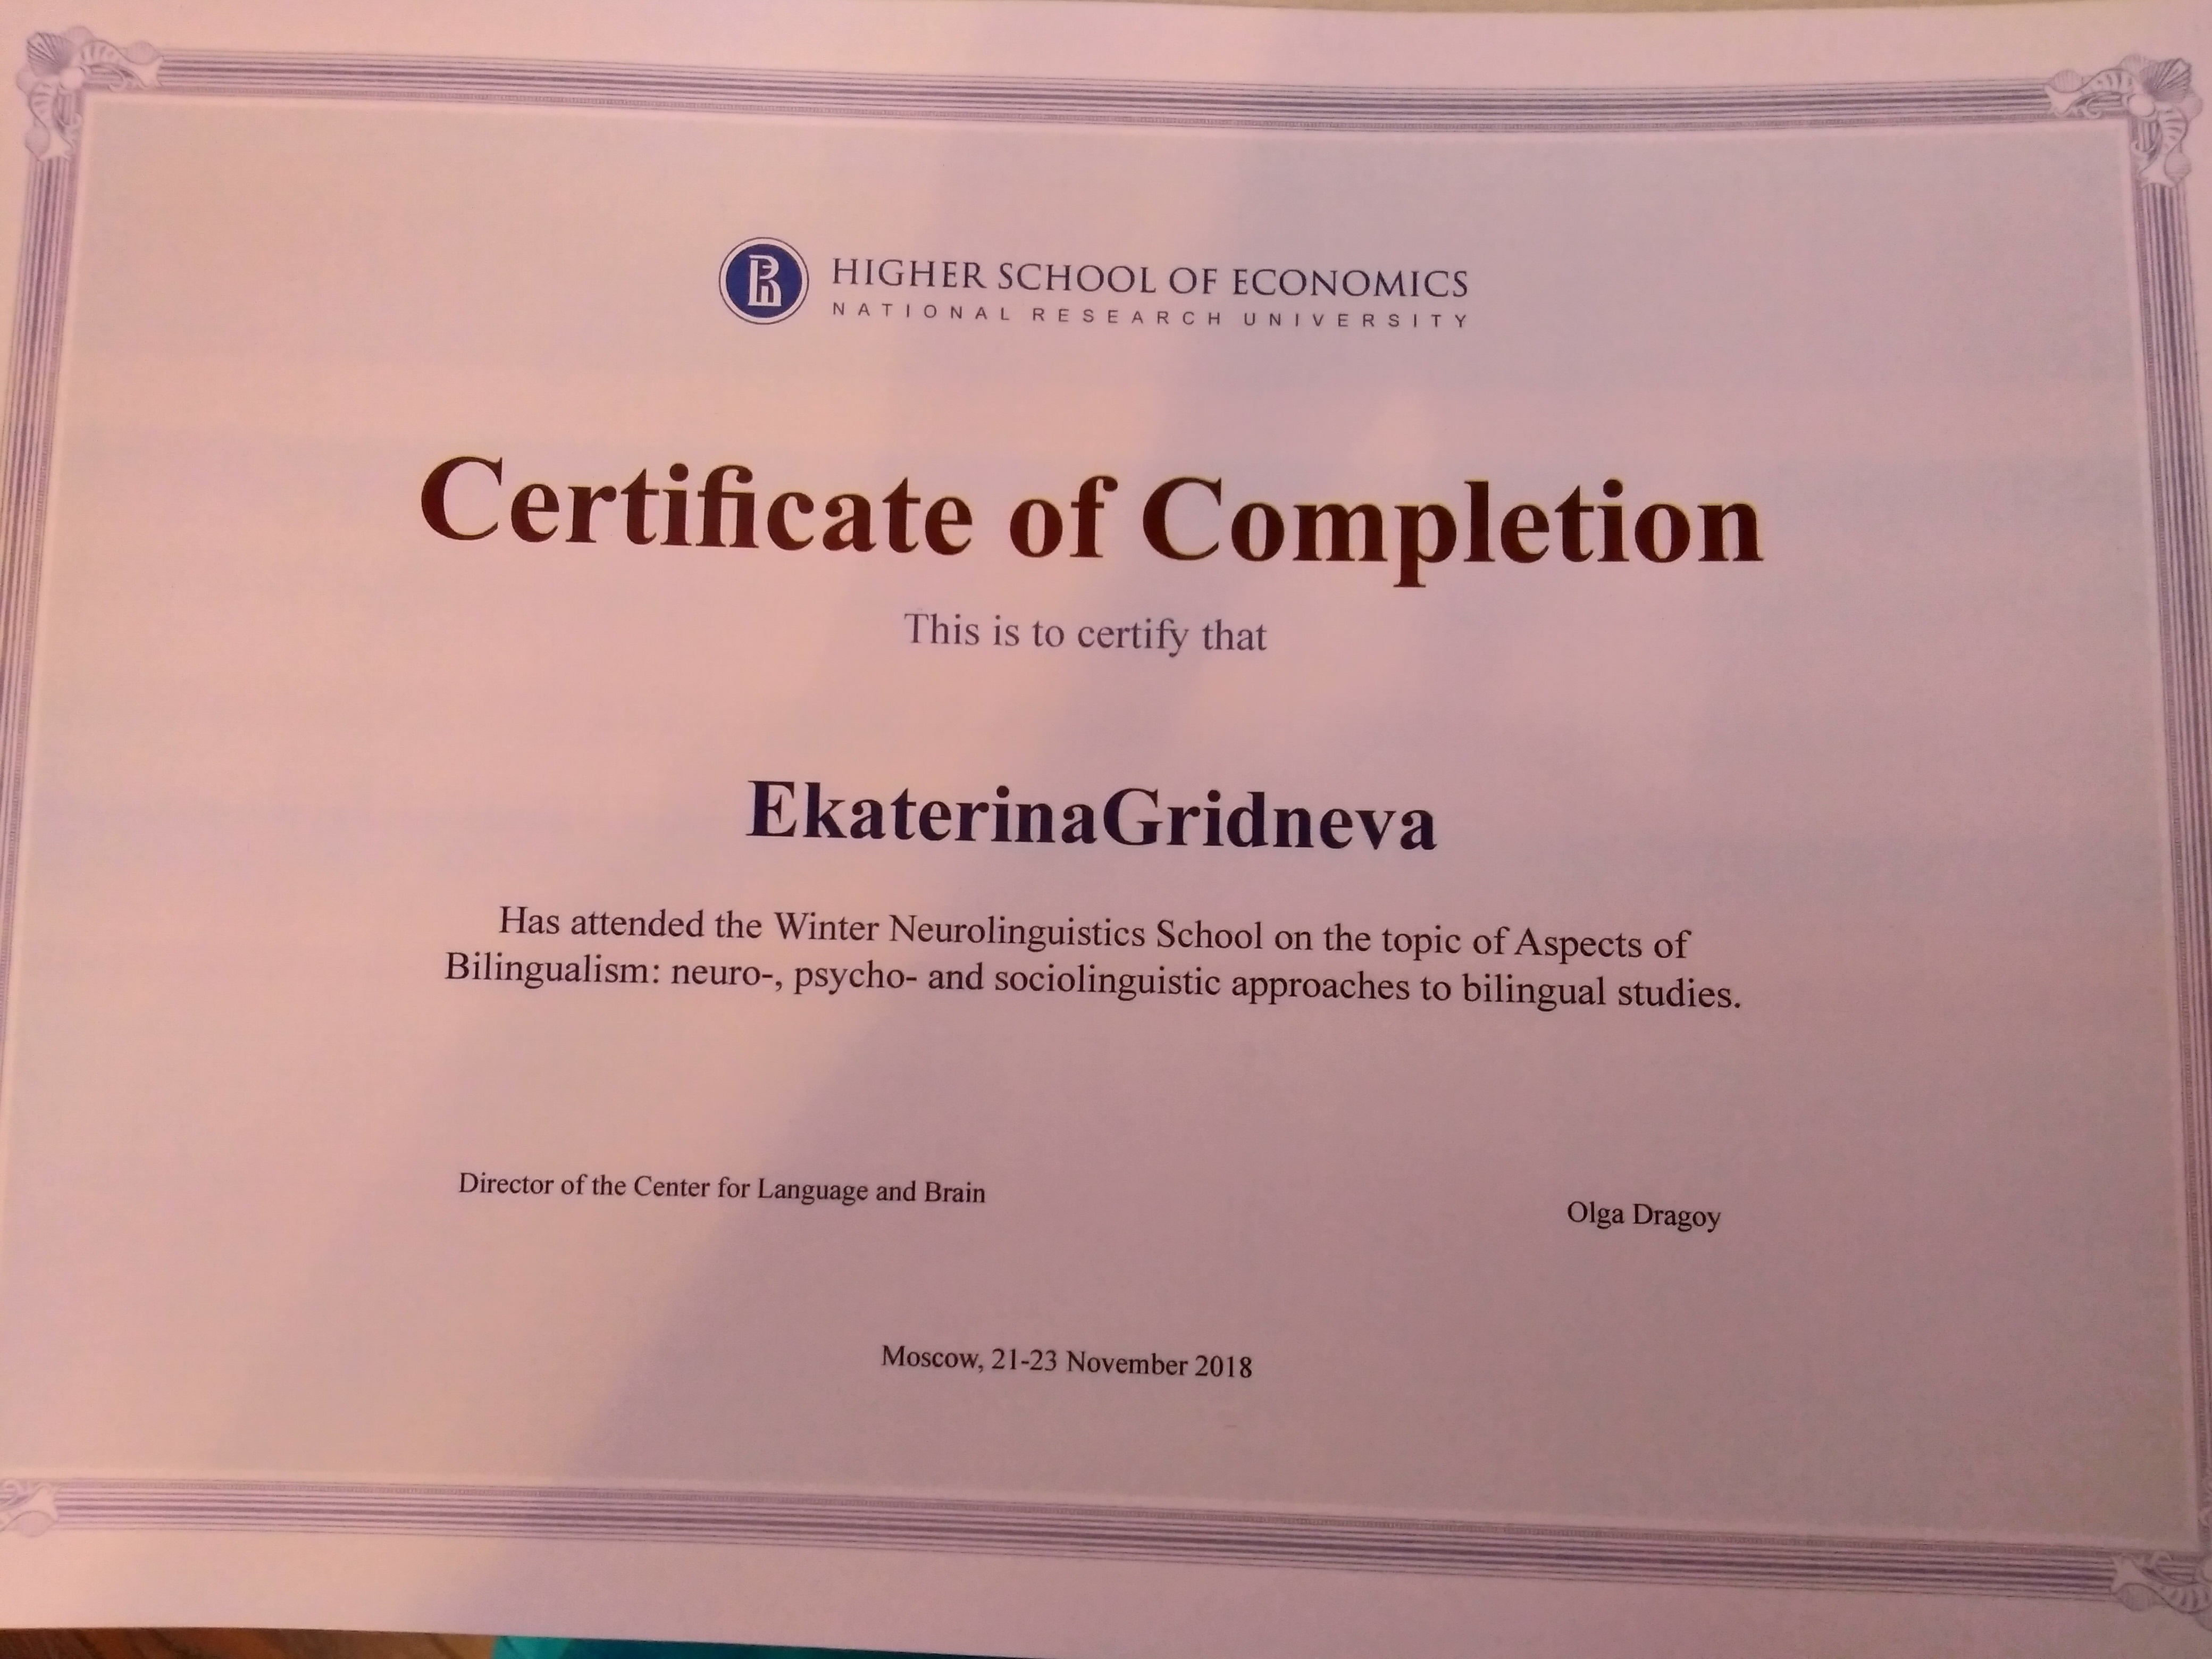 HIGHER SCHOOL OF ECONOMICS
NATIONAL RESEARCH UNIVERSITY
Certificate of Completion
This is to certify that
EkaterinaGridneva
Has attended the Winter Neurolinguistics School on the topic of Aspects of
Bilingualism: neuro-, psycho- and sociolinguistic approaches to bilingual studies.
Director of the Center for Language and Brain
Olga Dragoy
Moscow, 21-23 November 2018